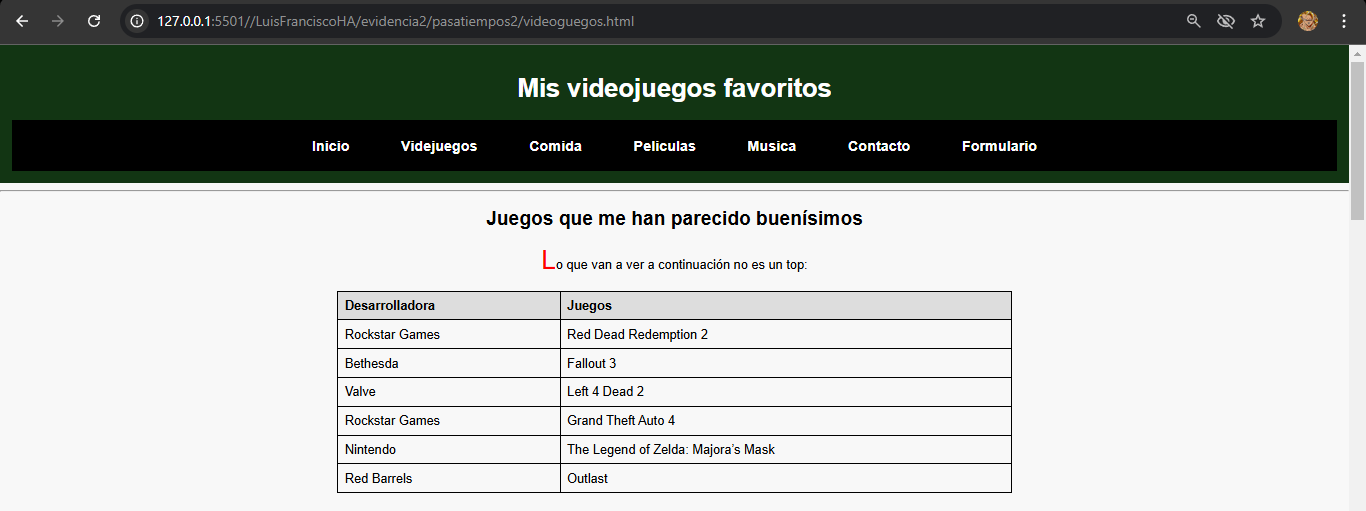 127.0.0.1:5501//LuisFranciscoHA/evidencia2/pasatiempos2/videoguegos.html
Mis videojuegos favoritos
Inicio Videjuegos Comida Peliculas Musica Contacto Formulario
Juegos que me han parecido buenísimos
Lo que van a ver a continuación no es un top:
Desarrolladora Juegos
Rockstar Games Red Dead Redemption 2
Bethesda Fallout 3
Valve Left 4 Dead 2
Rockstar Games Grand Theft Auto 4
Nintendo The Legend of Zelda: Majora’s Mask
Red Barrels Outlast